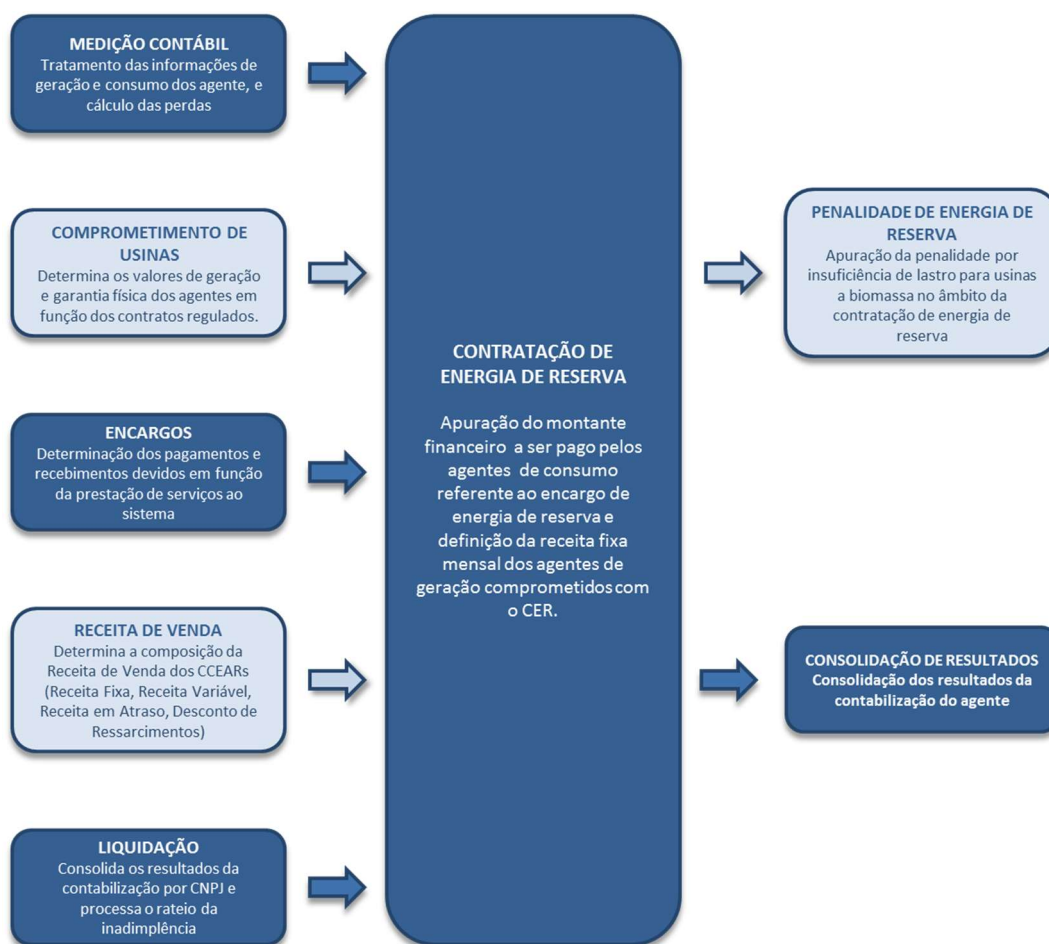 MEDIÇÃO CONTÁBIL
Tratamento das informações de
geração e consumo dos agente, e
cálculo das perdas
COMPROMETIMENTO DE
USINAS
Determina os valores de geração
e garantia física dos agentes em
função dos contratos regulados.
ENCARGOS
Determinação dos pagamentos e
recebimentos devidos em função
da prestação de serviços ao
sistema
RECEITA DE VENDA
Determina a composição da
Receita de Venda dos CCEARs
(Receita Fixa, Receita Variável,
Receita em Atraso, Desconto de
Ressarcimentos)
LIQUIDAÇÃO
Consolida os resultados da
contabilização por CNPJ e
processa o rateio da
inadimplência
CONTRATAÇÃO DE
ENERGIA DE RESERVA
Apuração do montante
financeiro a ser pago pelos
agentes de consumo
referente ao encargo de
energia de reserva e
definição da receita fixa
mensal dos agentes de
geração comprometidos com
o CER.
PENALIDADE DE ENERGIA DE
RESERVA
Apuração da penalidade por
insuficiência de lastro para usinas
a biomassa no âmbito da
contratação de energia de
reserva
CONSOLIDAÇÃO DE RESULTADOS
Consolidação dos resultados da
contabilização do agente